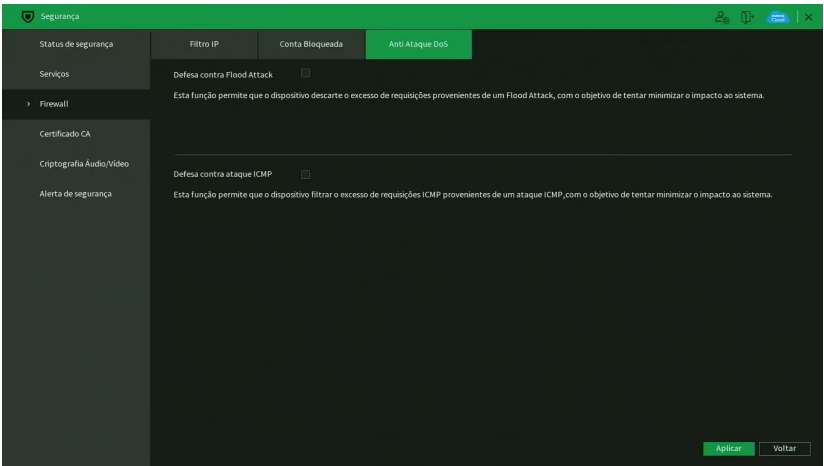 Segurança
Status de segurança
Serviços
Firewall
Certificado CA
Criptografia Áudio/Vídeo
Alerta de segurança
Filtro IP
Conta Bloqueada
Anti Ataque DoS
Defesa contra Flood Attack
Esta função permite que o dispositivo descarte o excesso de requisições provenientes de um Flood Attack, com o objetivo de tentar minimizar o impacto ao sistema.
Defesa contra ataque ICMP
Esta função permite que o dispositivo filtrar o excesso de requisições ICMP provenientes de um ataque ICMP,com o objetivo de tentar minimizar o impacto ao sistema.
Aplicar
Voltar